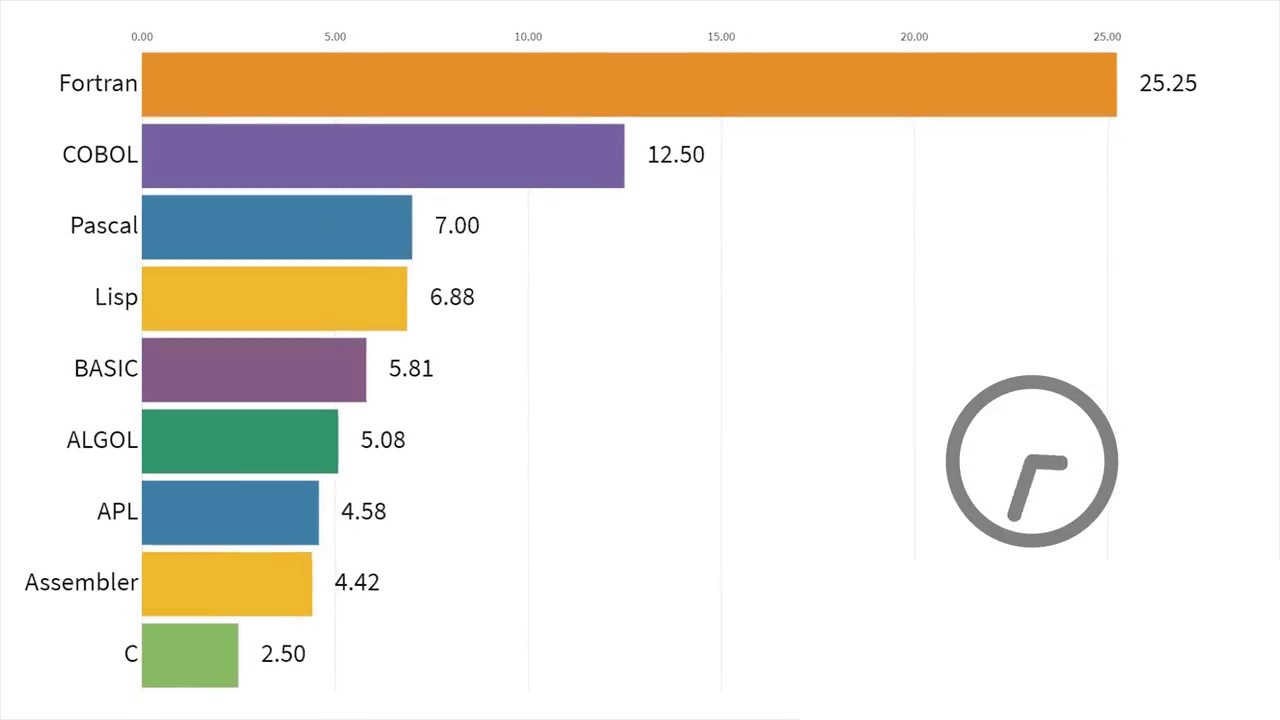 0.00 5.00 10.00 15.00 20.00 25.00
Fortran 25.25
COBOL 12.50
Pascal 7.00
Lisp 6.88
BASIC 5.81
ALGOL 5.08
APL 4.58
Assembler 4.42
C 2.50